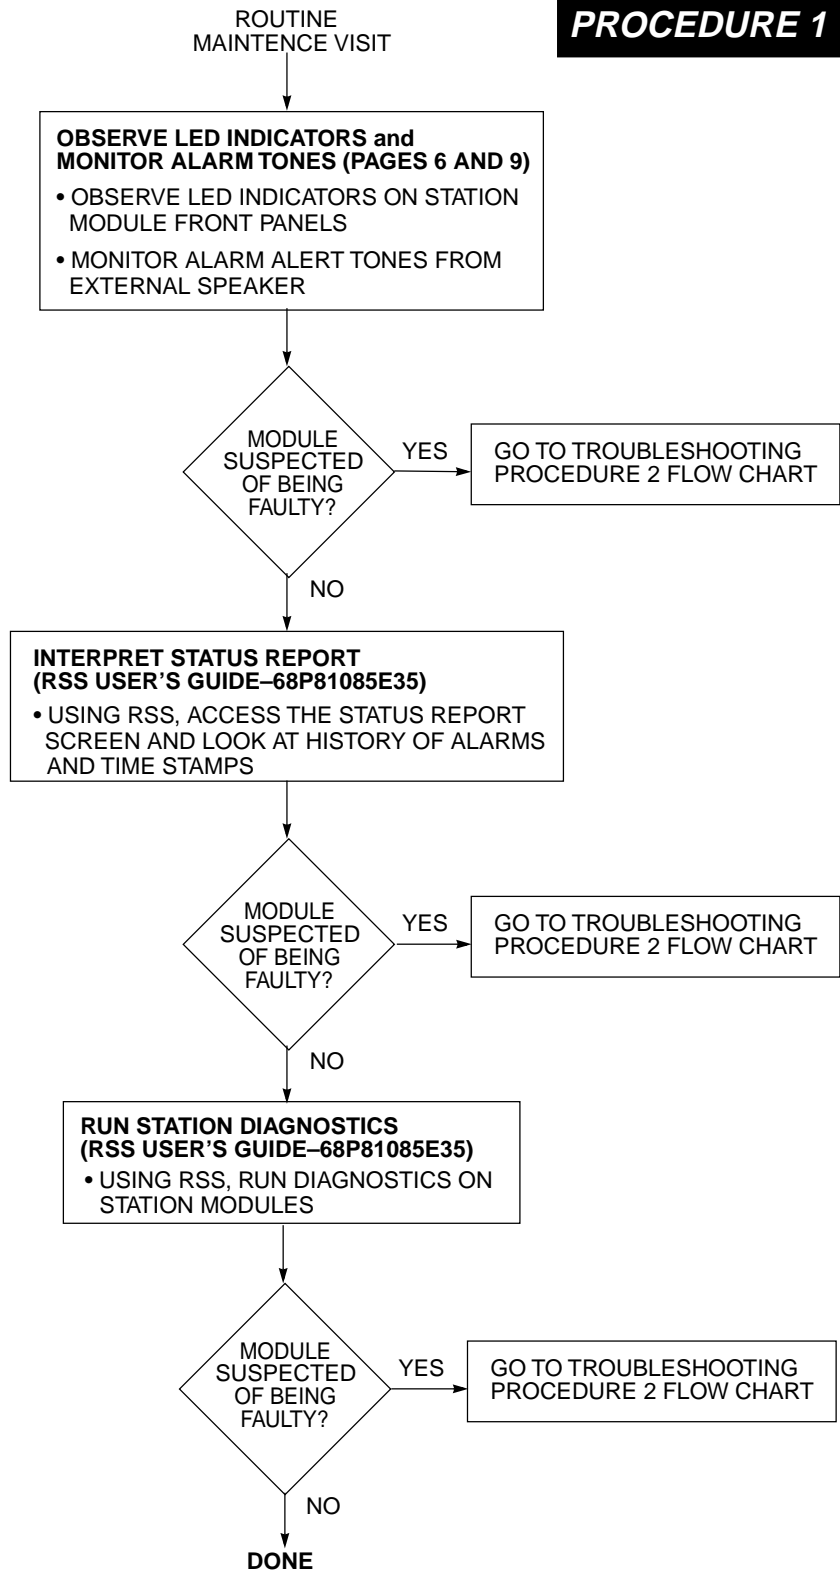 PROCEDURE 1
ROUTINE
MAINTENCE VISIT
OBSERVE LED INDICATORS and
MONITOR ALARM TONES (PAGES 6 AND 9)
• OBSERVE LED INDICATORS ON STATION
MODULE FRONT PANELS
• MONITOR ALARM ALERT TONES FROM
EXTERNAL SPEAKER
MODULE
SUSPECTED
OF BEING
FAULTY?
YES
GO TO TROUBLESHOOTING
PROCEDURE 2 FLOW CHART
NO
INTERPRET STATUS REPORT
(RSS USER'S GUIDE–68P81085E35)
• USING RSS, ACCESS THE STATUS REPORT
SCREEN AND LOOK AT HISTORY OF ALARMS
AND TIME STAMPS
MODULE
SUSPECTED
OF BEING
FAULTY?
YES
GO TO TROUBLESHOOTING
PROCEDURE 2 FLOW CHART
NO
RUN STATION DIAGNOSTICS
(RSS USER'S GUIDE–68P81085E35)
• USING RSS, RUN DIAGNOSTICS ON
STATION MODULES
MODULE
SUSPECTED
OF BEING
FAULTY?
YES
GO TO TROUBLESHOOTING
PROCEDURE 2 FLOW CHART
NO
DONE